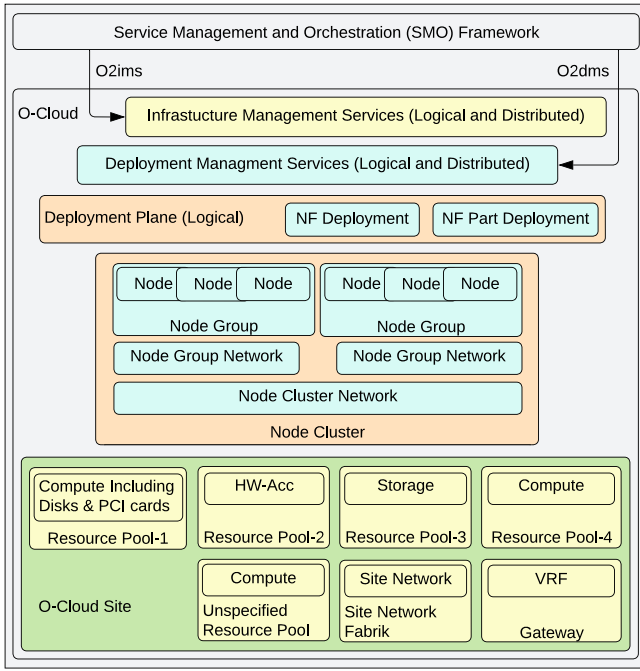 Service Management and Orchestration (SMO) Framework
O2ims
O2dms
O-Cloud
Infrastucture Management Services (Logical and Distributed)
Deployment Managment Services (Logical and Distributed)
Deployment Plane (Logical)
NF Deployment
NF Part Deployment
Node
Node
Node
Node Group
Node
Node
Node
Node Group
Node Group Network
Node Group Network
Node Cluster Network
Node Cluster
Compute Including
Disks & PCI cards
Resource Pool-1
HW-Acc
Resource Pool-2
Storage
Resource Pool-3
Compute
Resource Pool-4
O-Cloud Site
Compute
Unspecified
Resource Pool
Site Network
Site Network
Fabrik
VRF
Gateway